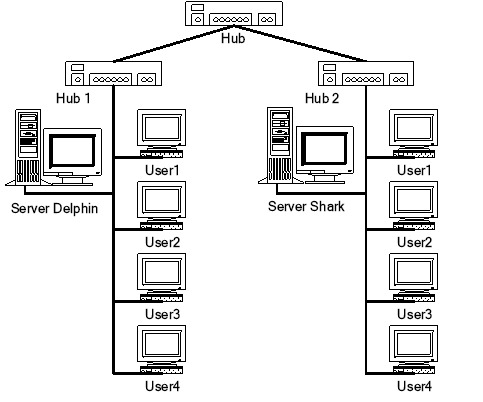 Hub
Hub 1
Hub 2
User1
User1
Server Delphin
Server Shark
User2
User2
User3
User3
User4
User4